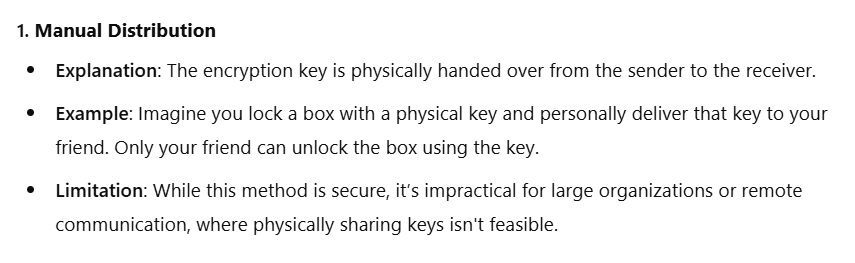 1. Manual Distribution
• Explanation: The encryption key is physically handed over from the sender to the receiver.
• Example: Imagine you lock a box with a physical key and personally deliver that key to your
friend. Only your friend can unlock the box using the key.
• Limitation: While this method is secure, it's impractical for large organizations or remote
communication, where physically sharing keys isn't feasible.